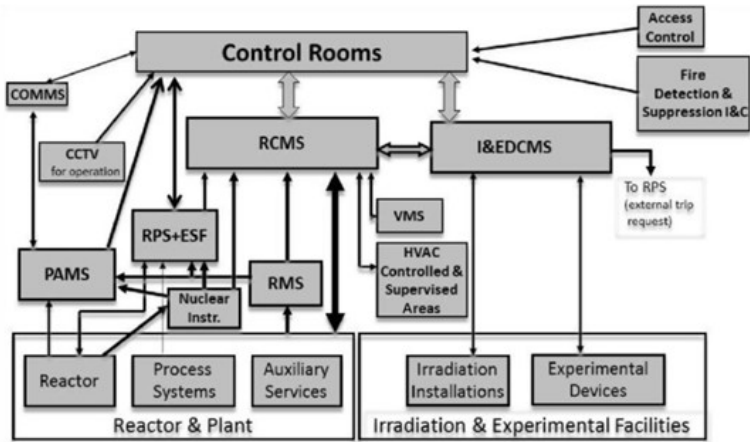 Access
Control
Control Rooms
COMMS
Fire
Detection &
Suppression I&C
CCTV
for operation
RCMS
I&EDCMS
To RPS
(external trip
request)
VMS
RPS+ESF
HVAC
Controlled &
Supervised
Areas
PAMS
RMS
Nuclear
Instr.
Reactor
Process
Systems
Auxiliary
Services
Irradiation
Installations
Experimental
Devices
Reactor & Plant
Irradiation & Experimental Facilities